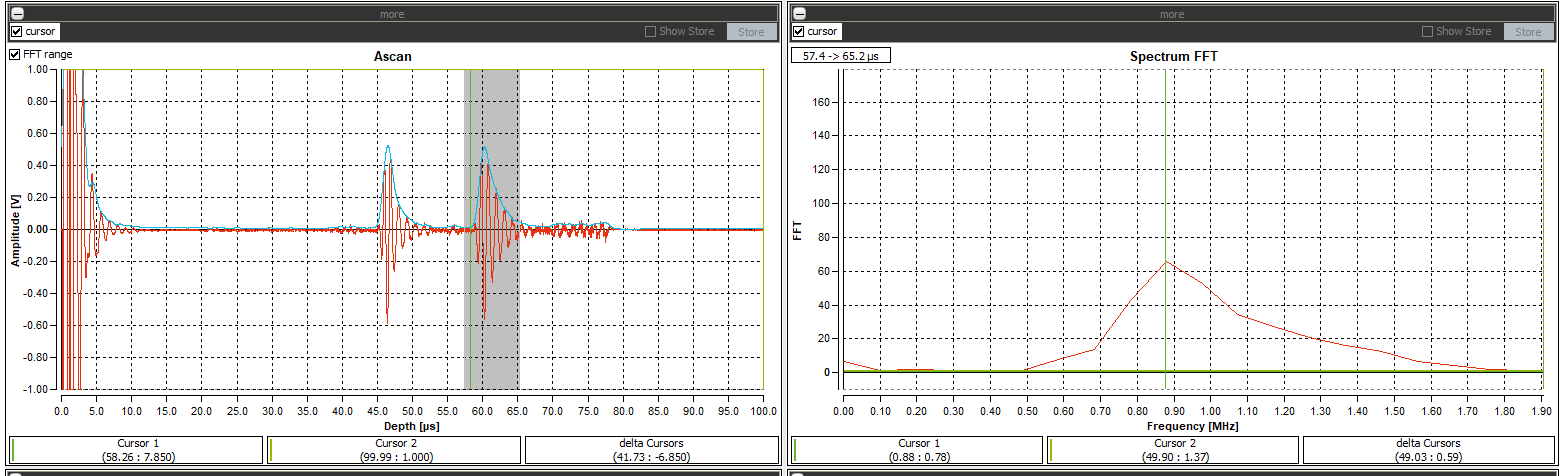 more
cursor
Show Store
Store
FFT range
Ascan
1.00
0.80
0.60
0.40
0.20
0.00
-0.20
-0.40
-0.60
-0.80
-1.00
Amplitude [V]
0.0 5.0 10.0 15.0 20.0 25.0 30.0 35.0 40.0 45.0 50.0 55.0 60.0 65.0 70.0 75.0 80.0 85.0 90.0 95.0 100.0
Depth [µs]
Cursor 1
(58.26 : 7.850)
Cursor 2
(99.99 : 1.000)
delta Cursors
(41.73 : -6.850)
more
cursor
Show Store
Store
57.4 -> 65.2 µs
Spectrum FFT
160
140
120
100
80
60
40
20
0
FFT
0.00 0.10 0.20 0.30 0.40 0.50 0.60 0.70 0.80 0.90 1.00 1.10 1.20 1.30 1.40 1.50 1.60 1.70 1.80 1.90
Frequency [MHz]
Cursor 1
(0.88 : 0.78)
Cursor 2
(49.90 : 1.37)
delta Cursors
(49.03 : 0.59)